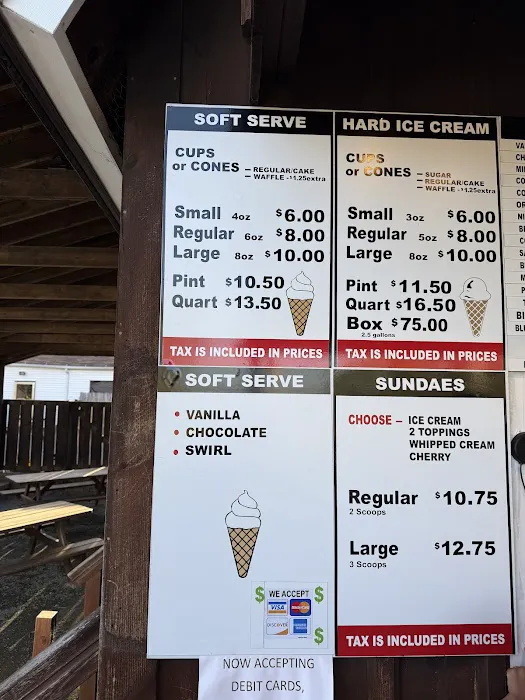 SOFT SERVE
CUPS
or CONES – REGULAR/CAKE
– WAFFLE -$1.25extra
Small 4oz $6.00
Regular 6oz $8.00
Large 8oz $10.00
Pint $10.50
Quart $13.50
TAX IS INCLUDED IN PRICES
HARD ICE CREAM
CUPS
or CONES – SUGAR
– REGULAR/CAKE
– WAFFLE -$1.25extra
Small 3oz $6.00
Regular 5oz $8.00
Large 8oz $10.00
Pint $11.50
Quart $16.50
Box $75.00
2.5 gallons
TAX IS INCLUDED IN PRICES
SOFT SERVE
• VANILLA
• CHOCOLATE
• SWIRL
$ WE ACCEPT $
VISA MasterCard
DISCOVER
$ $
NOW ACCEPTING
DEBIT CARDS,
SUNDAES
CHOOSE – ICE CREAM
2 TOPPINGS
WHIPPED CREAM
CHERRY
Regular $10.75
2 Scoops
Large $12.75
3 Scoops
TAX IS INCLUDED IN PRICES